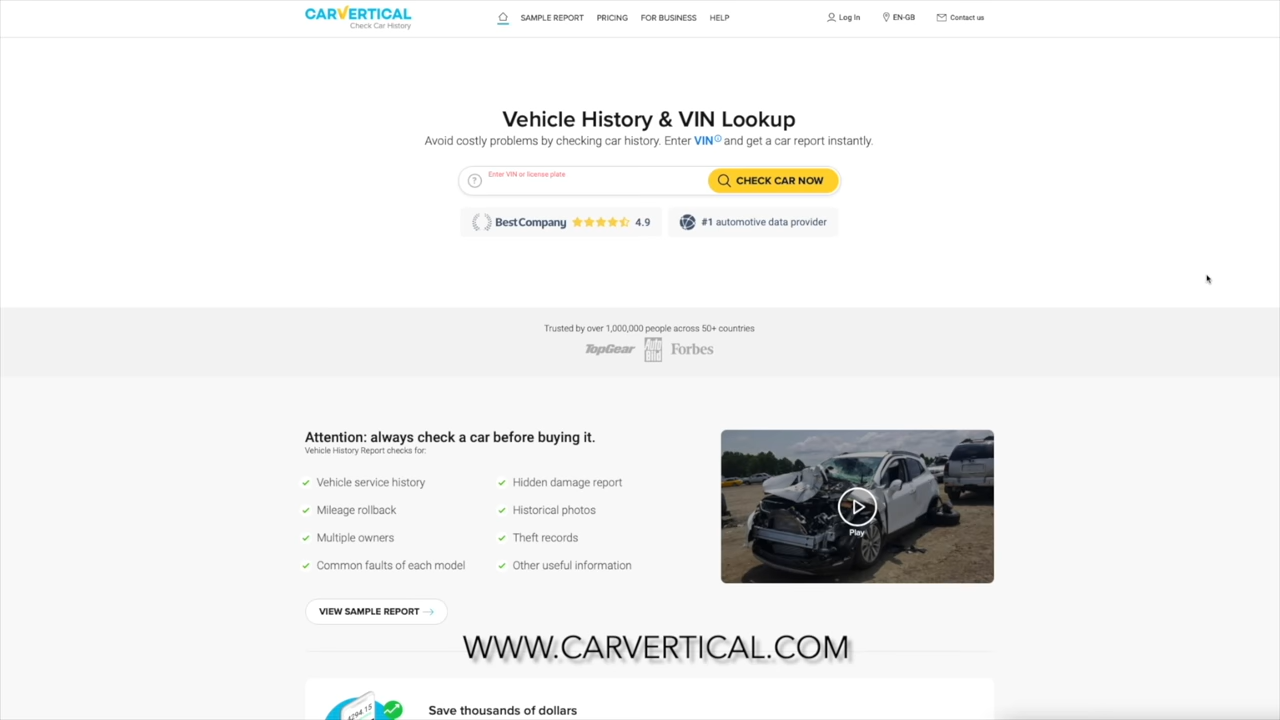 CARVERTICAL
Check Car History
SAMPLE REPORT
PRICING
FOR BUSINESS
HELP
Log In
EN-GB
Contact us
Vehicle History & VIN Lookup
Avoid costly problems by checking car history. Enter VIN and get a car report instantly.
?
Enter VIN or license plate
CHECK CAR NOW
BestCompany 4.9
#1 automotive data provider
Trusted by over 1,000,000 people across 50+ countries
TopGear
Auto Bild
Forbes
Attention: always check a car before buying it.
Vehicle History Report checks for:
Vehicle service history
Mileage rollback
Multiple owners
Common faults of each model
Hidden damage report
Historical photos
Theft records
Other useful information
Play
VIEW SAMPLE REPORT
WWW.CARVERTICAL.COM
$294.15
Save thousands of dollars